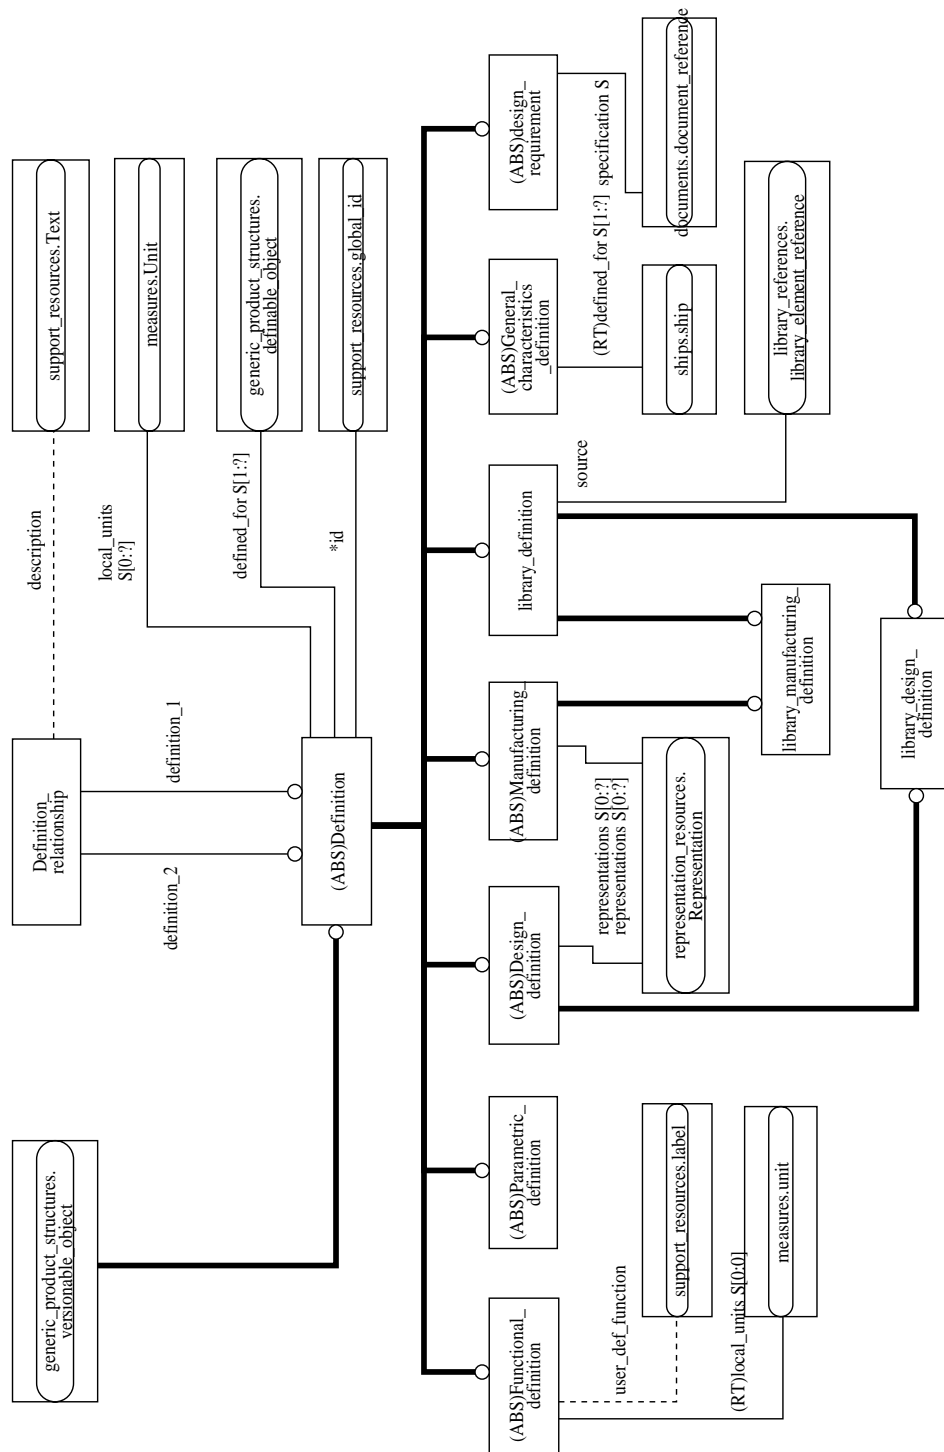 generic_product_structures.
versionable_object
Definition_
relationship
description
support_resources.Text
definition_2
definition_1
local_units
S[0:?]
measures.Unit
defined_for S[1:?]
generic_product_structures.
definable_object
(ABS)Definition
*id
support_resources.global_id
(ABS)Functional_
definition
(ABS)Parametric_
definition
(ABS)Design_
definition
(ABS)Manufacturing_
definition
library_definition
(ABS)General_
characteristics
_definition
(ABS)design_
requirement
user_def_function
representations S[0:?]
representations S[0:?]
source
(RT)defined_for S[1:?]
specification S
support_resources.label
representation_resources.
Representation
ships.ship
documents.document_reference
(RT)local_units S[0:0]
measures.unit
library_manufacturing_
definition
library_references.
library_element_reference
library_design_
definition